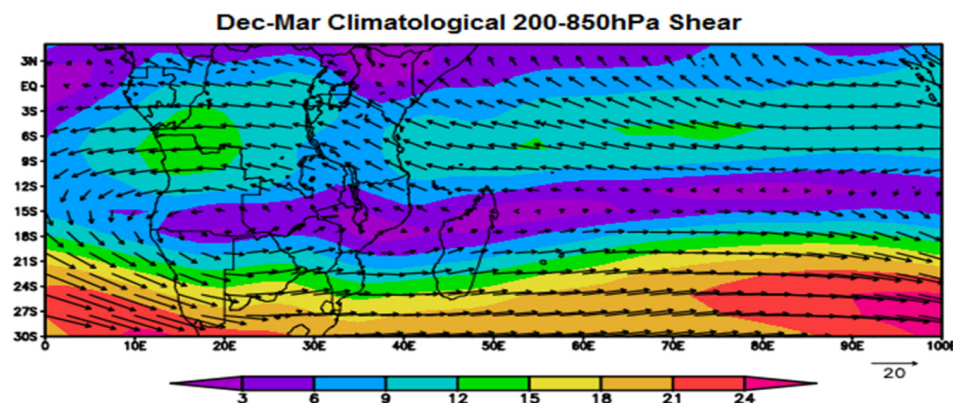 Dec-Mar Climatological 200-850hPa Shear
3N
EQ
3S
6S
9S
12S
15S
18S
21S
24S
27S
30S
0 10E 20E 30E 40E 50E 60E 70E 80E 90E 100E
20
3 6 9 12 15 18 21 24